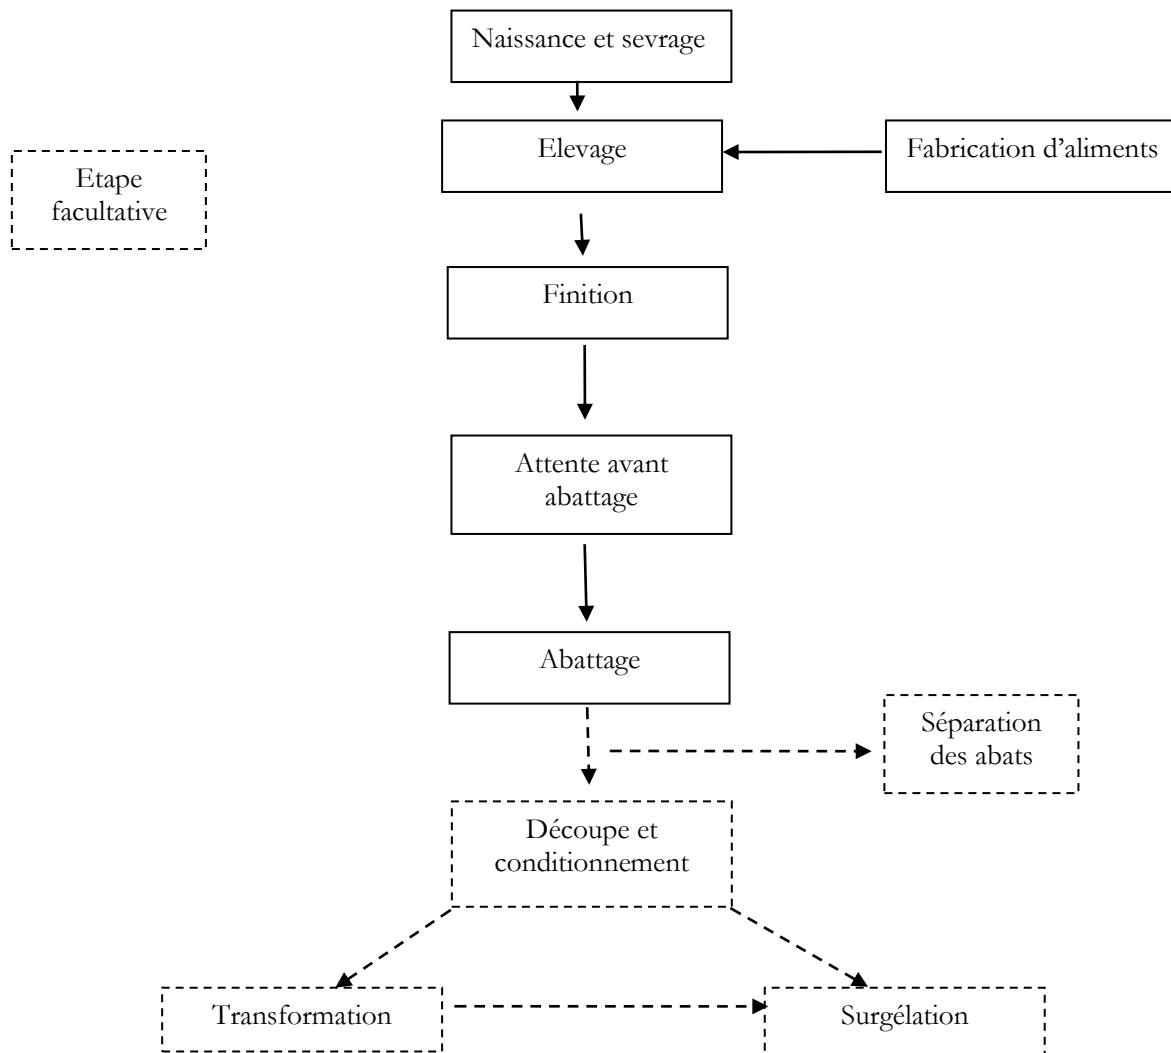 Naissance et sevrage
Elevage
Fabrication d’aliments
Etape
facultative
Finition
Attente avant
abattage
Abattage
Séparation
des abats
Découpe et
conditionnement
Transformation
Surgélation